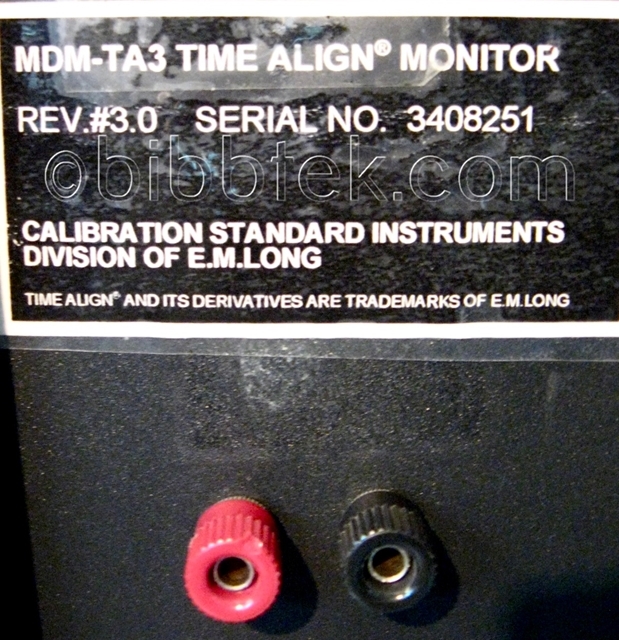 MDM-TA3 TIME ALIGN® MONITOR
REV.#3.0 SERIAL NO. 3408251
©bibbtek.com
CALIBRATION STANDARD INSTRUMENTS
DIVISION OF E.M.LONG
TIME ALIGN® AND ITS DERIVATIVES ARE TRADEMARKS OF E.M.LONG